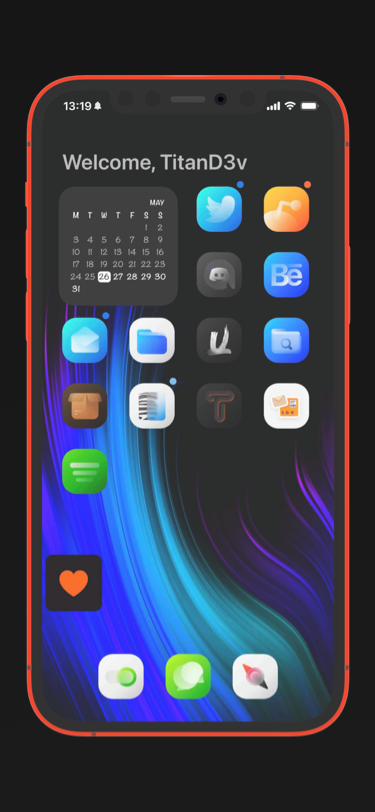 13:19
Welcome, TitanD3v
MAY
M T W T F S S
1 2
3 4 5 6 7 8 9
10 11 12 13 14 15 16
17 18 19 20 21 22 23
24 25 26 27 28 29 30
31
Bē
U
T